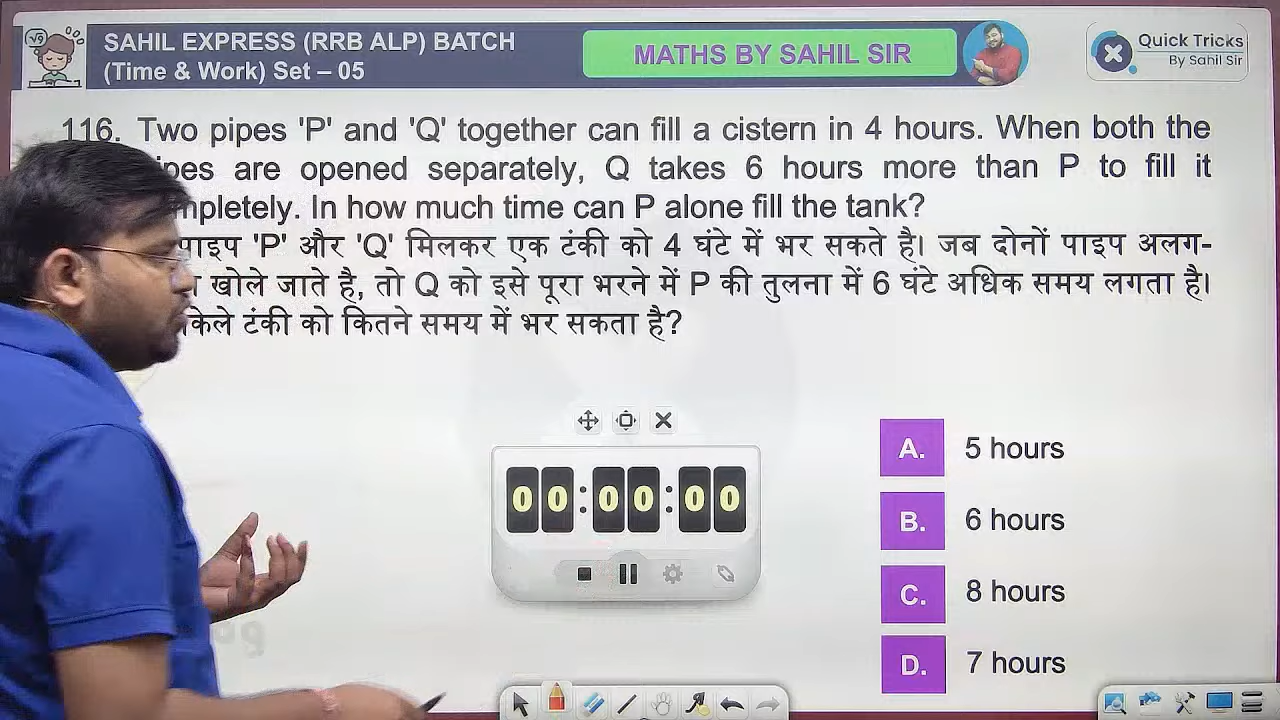 SAHIL EXPRESS (RRB ALP) BATCH
(Time & Work) Set – 05
MATHS BY SAHIL SIR
Quick Tricks
By Sahil Sir
116. Two pipes 'P' and 'Q' together can fill a cistern in 4 hours. When both the
pes are opened separately, Q takes 6 hours more than P to fill it
mpletely. In how much time can P alone fill the tank?
पाइप 'P' और 'Q' मिलकर एक टंकी को 4 घंटे में भर सकते है। जब दोनों पाइप अलग-
खोले जाते है, तो Q को इसे पूरा भरने में P की तुलना में 6 घंटे अधिक समय लगता है।
केले टंकी को कितने समय में भर सकता है?
00:00:00
A. 5 hours
B. 6 hours
C. 8 hours
D. 7 hours